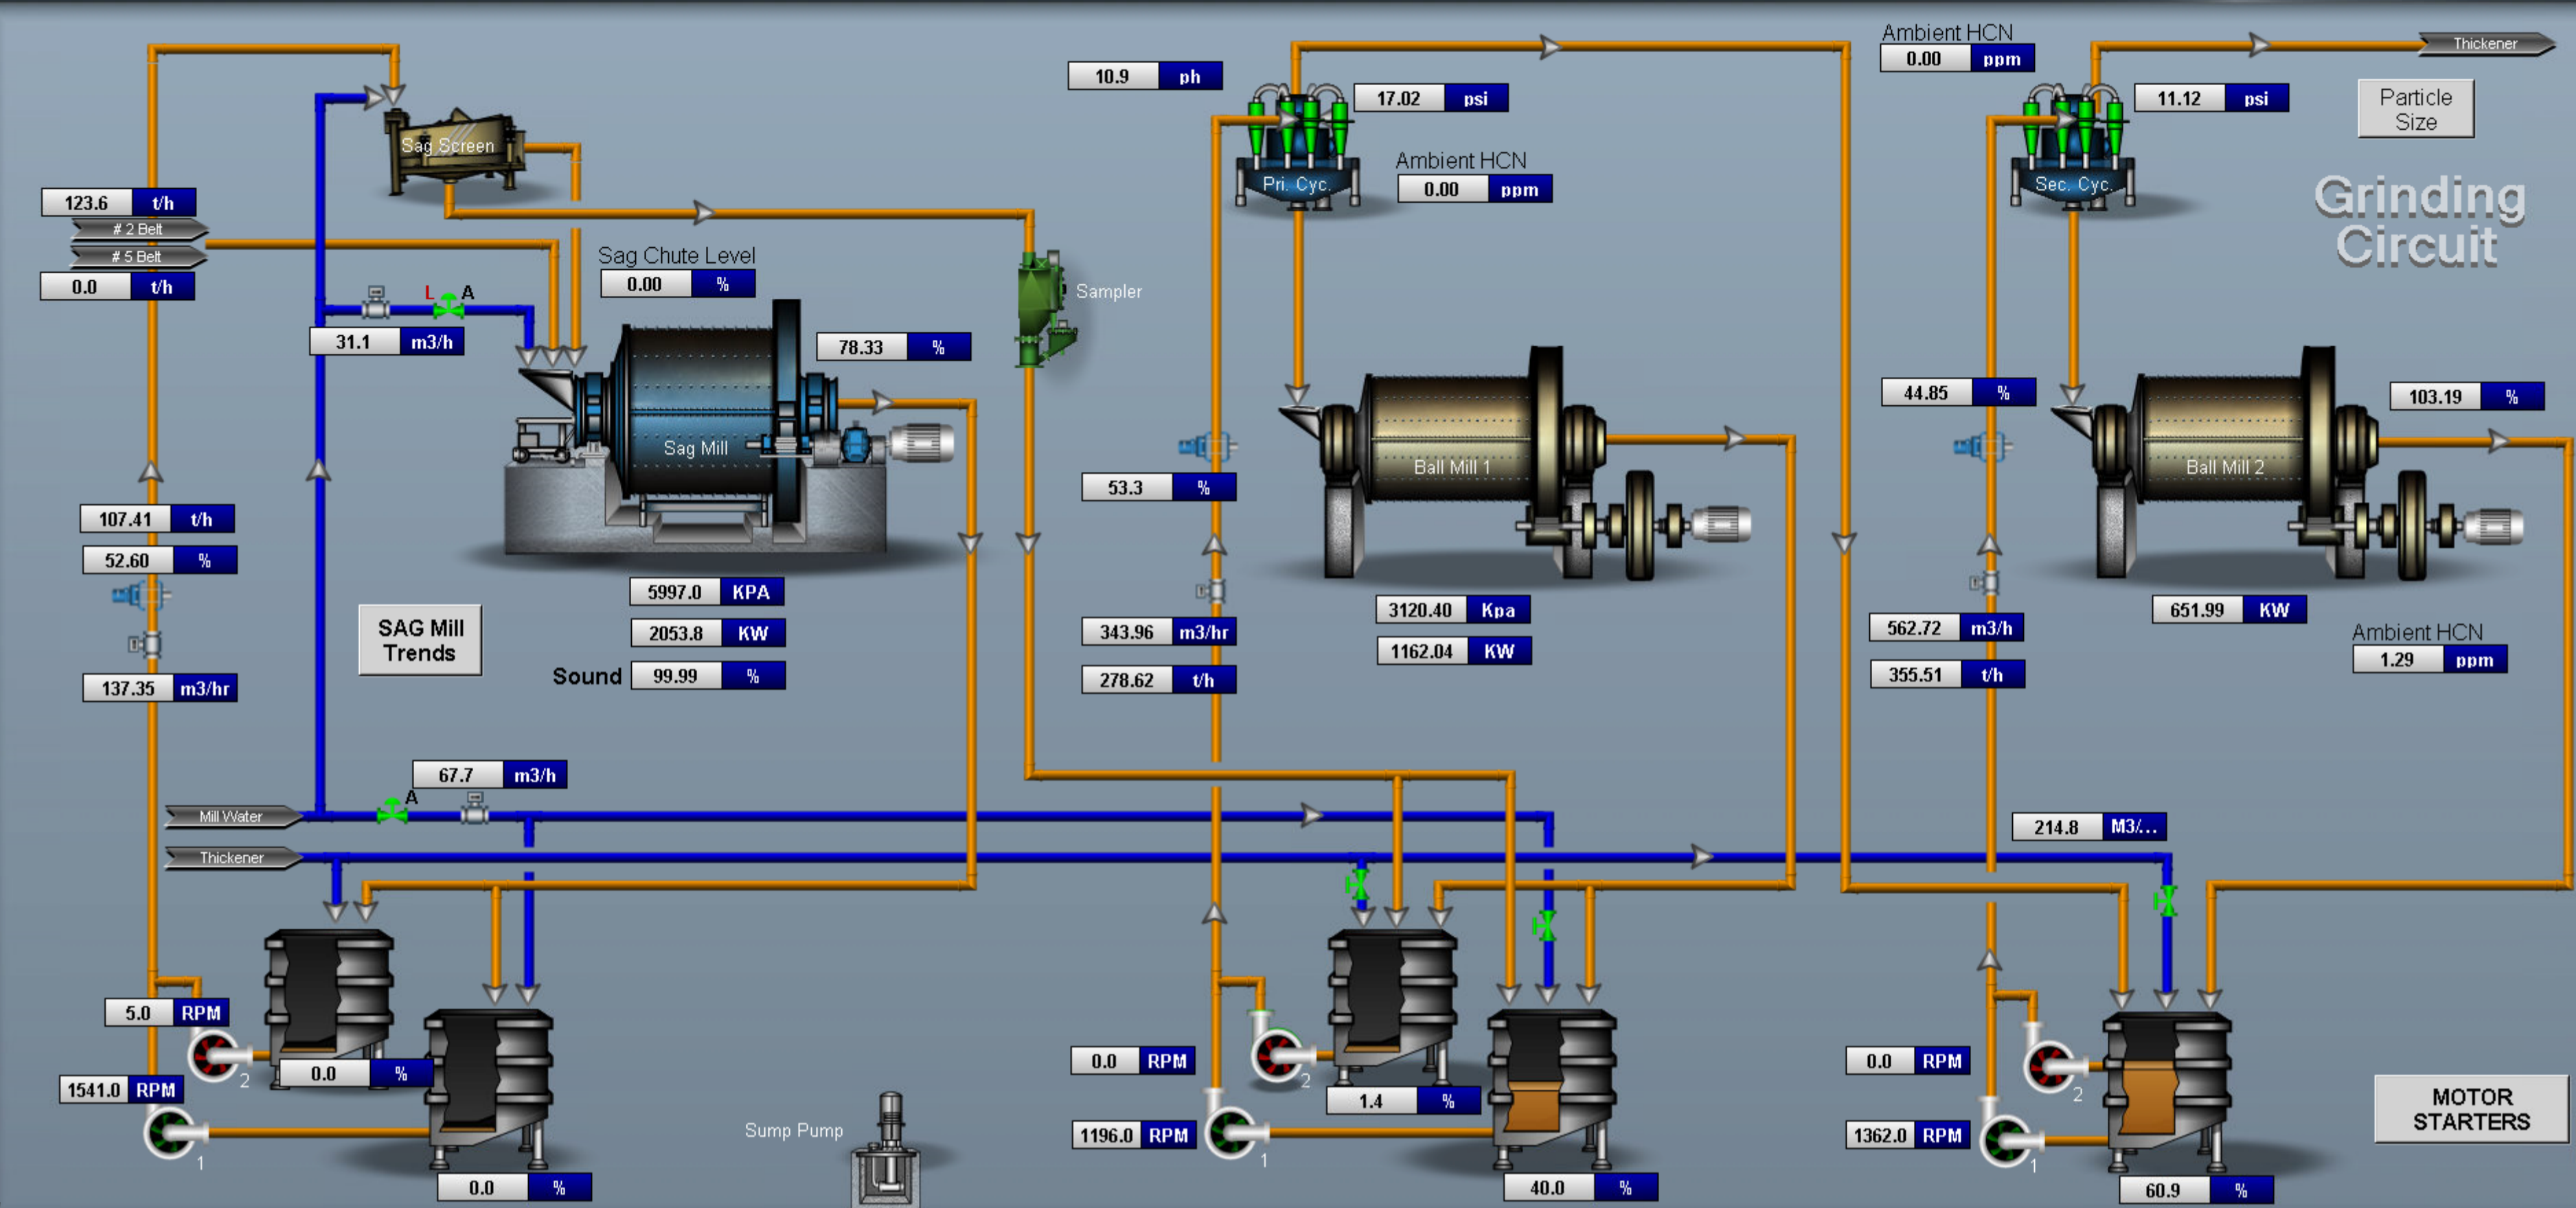 Ambient HCN
0.00 ppm
Thickener
10.9 ph
17.02 psi
11.12 psi
Particle
Size
Sag Screen
Ambient HCN
0.00 ppm
Pri. Cyc.
Sec. Cyc.
Grinding
Circuit
123.6 t/h
# 2 Belt
# 5 Belt
0.0 t/h
Sag Chute Level
0.00 %
L A
31.1 m3/h
Sampler
78.33 %
Sag Mill
44.85 %
103.19 %
Ball Mill 1
Ball Mill 2
53.3 %
107.41 t/h
52.60 %
5997.0 KPA
2053.8 KW
Sound 99.99 %
SAG Mill
Trends
137.35 m3/hr
343.96 m3/hr
278.62 t/h
3120.40 Kpa
1162.04 KW
562.72 m3/h
355.51 t/h
651.99 KW
Ambient HCN
1.29 ppm
67.7 m3/h
A
Mill Water
Thickener
214.8 M3/...
5.0 RPM
2
0.0 %
1541.0 RPM
1
0.0 %
Sump Pump
0.0 RPM
2
1.4 %
1196.0 RPM
1
40.0 %
0.0 RPM
2
1362.0 RPM
1
60.9 %
MOTOR
STARTERS